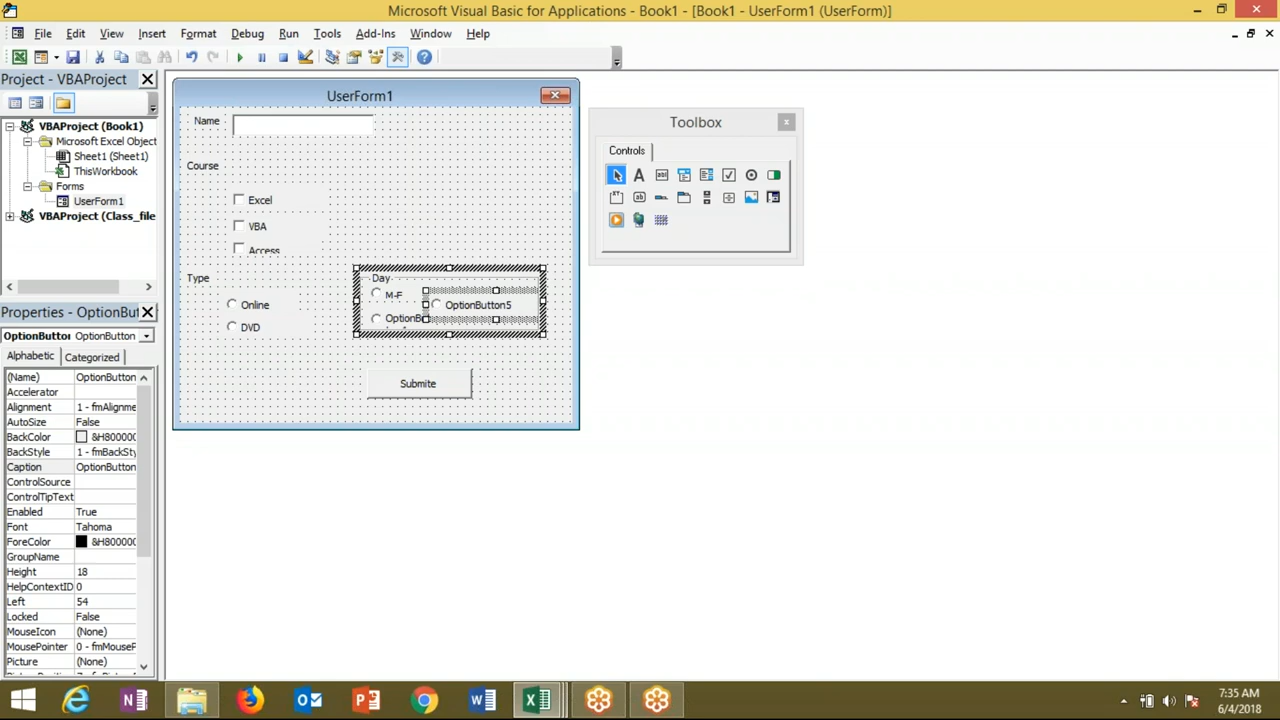 Microsoft Visual Basic for Applications - Book1 - [Book1 - UserForm1 (UserForm)]
File Edit View Insert Format Debug Run Tools Add-Ins Window Help
Project - VBAProject
VBAProject (Book1)
Microsoft Excel Object
Sheet1 (Sheet1)
ThisWorkbook
Forms
UserForm1
VBAProject (Class_file
UserForm1
Name
Course
Excel
VBA
Access
Type
Online
DVD
Day
M-F
OptionBu
OptionButton5
Submite
Toolbox
Controls
Properties - OptionBut
OptionButton OptionButton
Alphabetic Categorized
(Name) OptionButton
Accelerator
Alignment 1 - fmAlignme
AutoSize False
BackColor &H800000
BackStyle 1 - fmBackSty
Caption OptionButton
ControlSource
ControlTipText
Enabled True
Font Tahoma
ForeColor &H800000
GroupName
Height 18
HelpContextID 0
Left 54
Locked False
MouseIcon (None)
MousePointer 0 - fmMouseP
Picture (None)
7:35 AM
6/4/2018